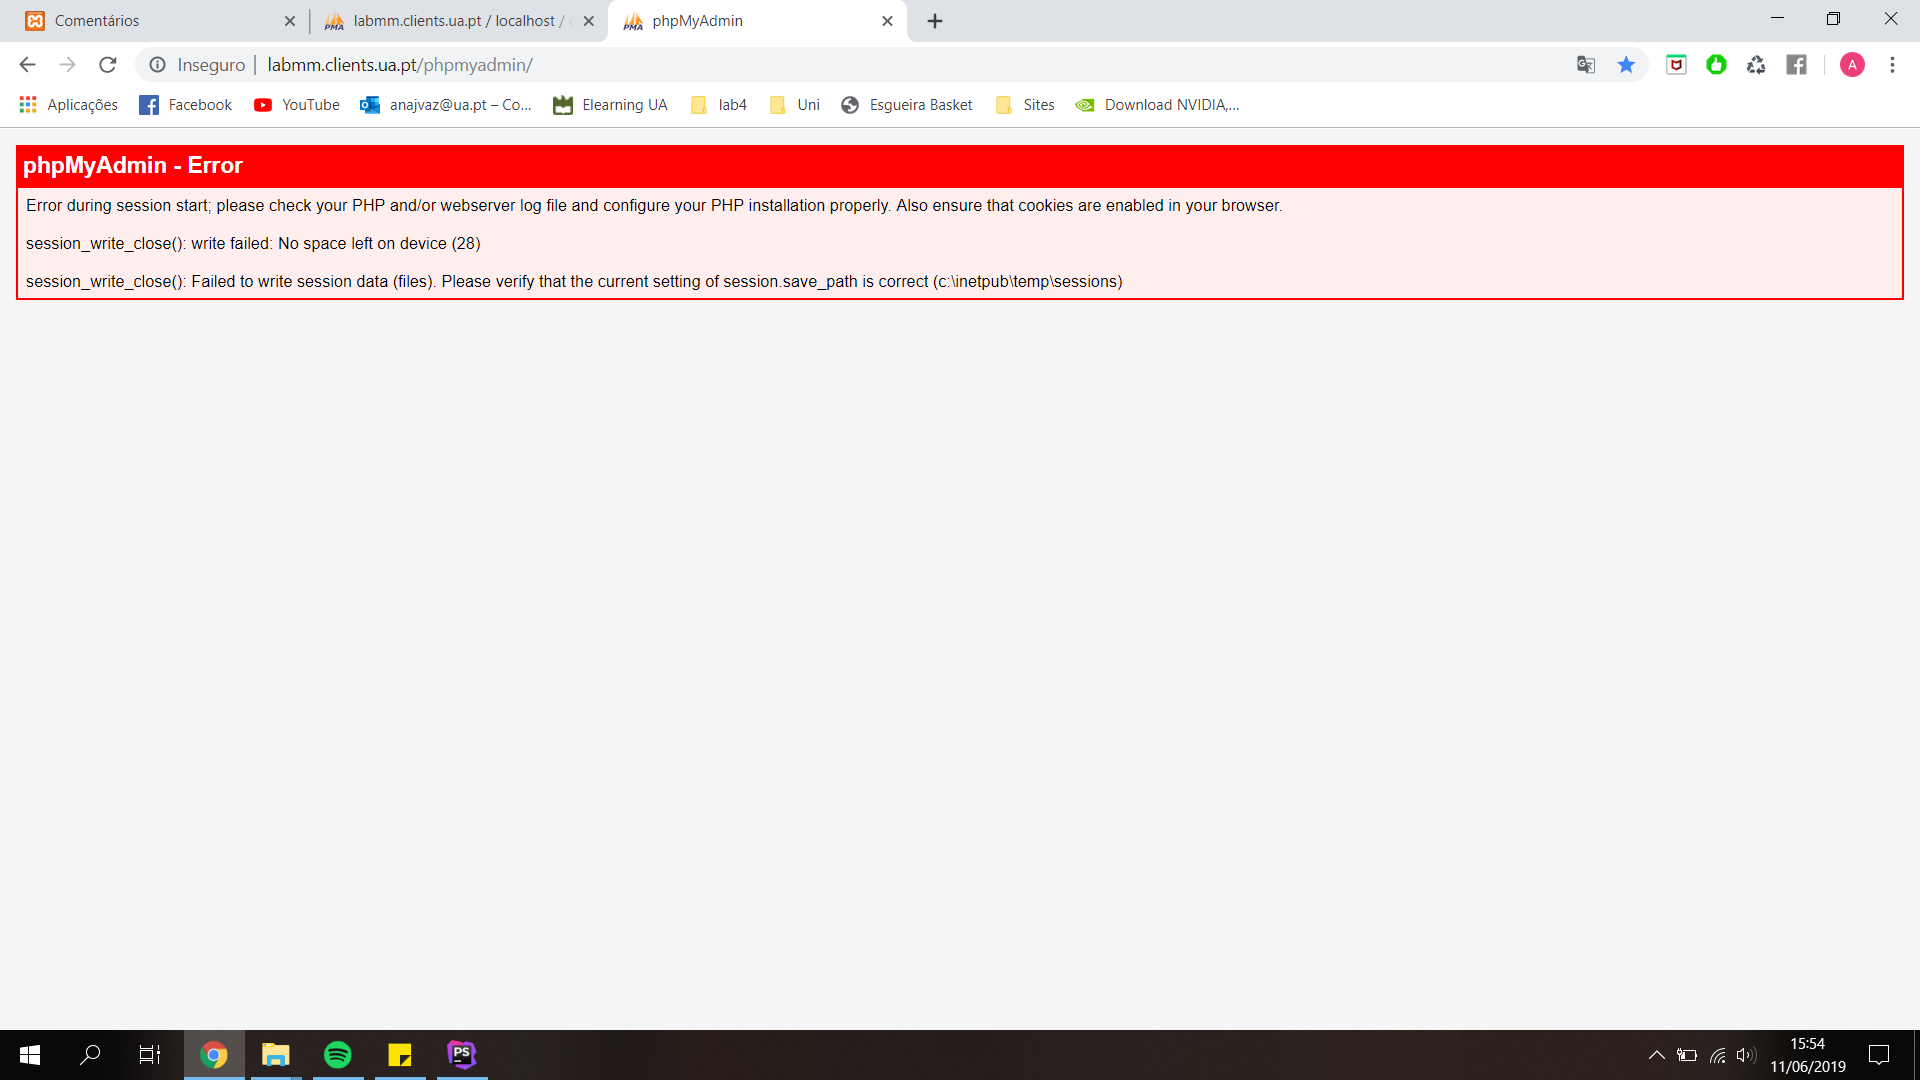 Comentários
labmm.clients.ua.pt / localhost /
phpMyAdmin
Inseguro
labmm.clients.ua.pt/phpmyadmin/
A
Aplicações
Facebook
YouTube
anajvaz@ua.pt – Co...
Elearning UA
lab4
Uni
Esgueira Basket
Sites
Download NVIDIA,...
phpMyAdmin - Error
Error during session start; please check your PHP and/or webserver log file and configure your PHP installation properly. Also ensure that cookies are enabled in your browser.
session_write_close(): write failed: No space left on device (28)
session_write_close(): Failed to write session data (files). Please verify that the current setting of session.save_path is correct (c:\inetpub\temp\sessions)
PS
15:54
11/06/2019